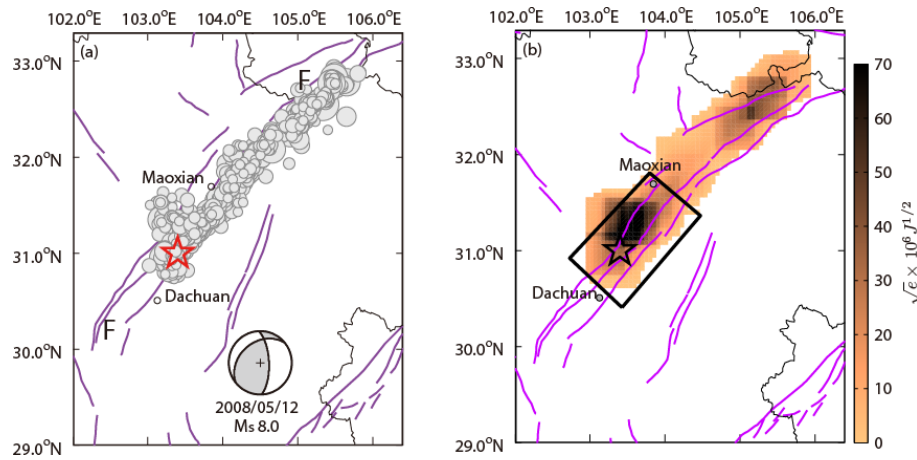 102.0°E 103.0°E 104.0°E 105.0°E 106.0°E
(a)
33.0°N
32.0°N
31.0°N
30.0°N
29.0°N
F
Maoxian
Dachuan
F
2008/05/12
Ms 8.0
102.0°E 103.0°E 104.0°E 105.0°E 106.0°E
(b)
33.0°N
32.0°N
31.0°N
30.0°N
29.0°N
Maoxian
Dachuan
70
60
50
40
30
20
10
0
√e × 10⁶ J^{1/2}